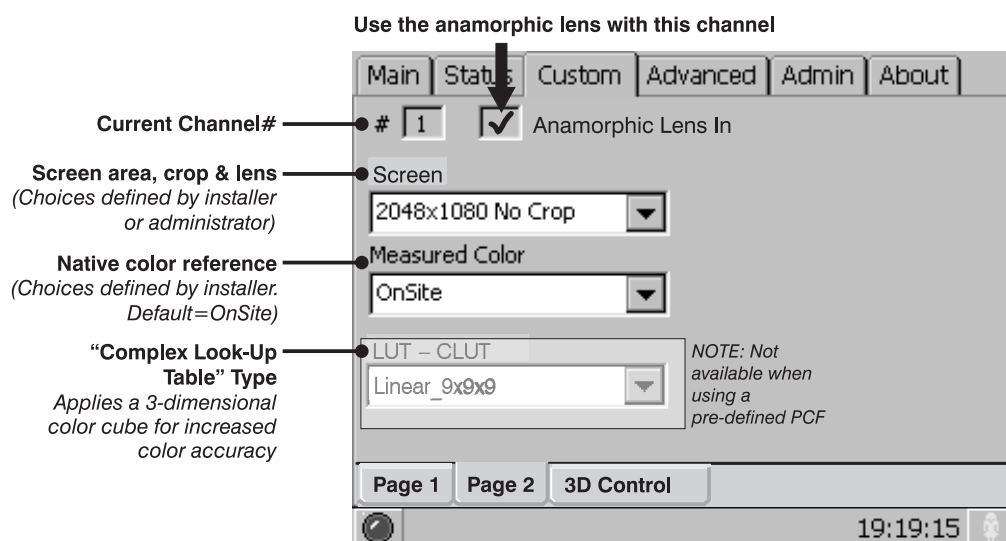 Use the anamorphic lens with this channel
Main Status Custom Advanced Admin About
Current Channel#
# 1 Anamorphic Lens In
Screen area, crop & lens
(Choices defined by installer
or administrator)
Screen
2048x1080 No Crop
Native color reference
(Choices defined by installer.
Default=OnSite)
Measured Color
OnSite
“Complex Look-Up
Table” Type
Applies a 3-dimensional
color cube for increased
color accuracy
LUT – CLUT
Linear_9x9x9
NOTE: Not
available when
using a
pre-defined PCF
Page 1 Page 2 3D Control
19:19:15